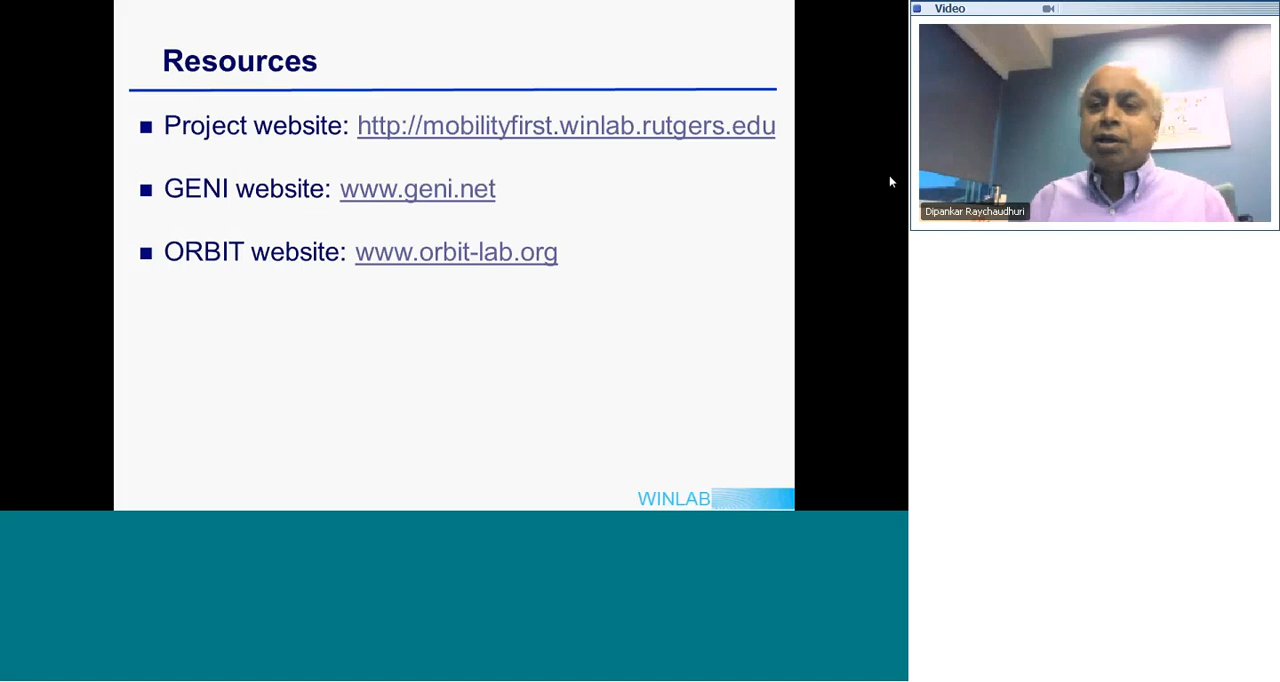 Resources
Project website: http://mobilityfirst.winlab.rutgers.edu
GENI website: www.geni.net
ORBIT website: www.orbit-lab.org
WINLAB
Video
Dipankar Raychaudhuri